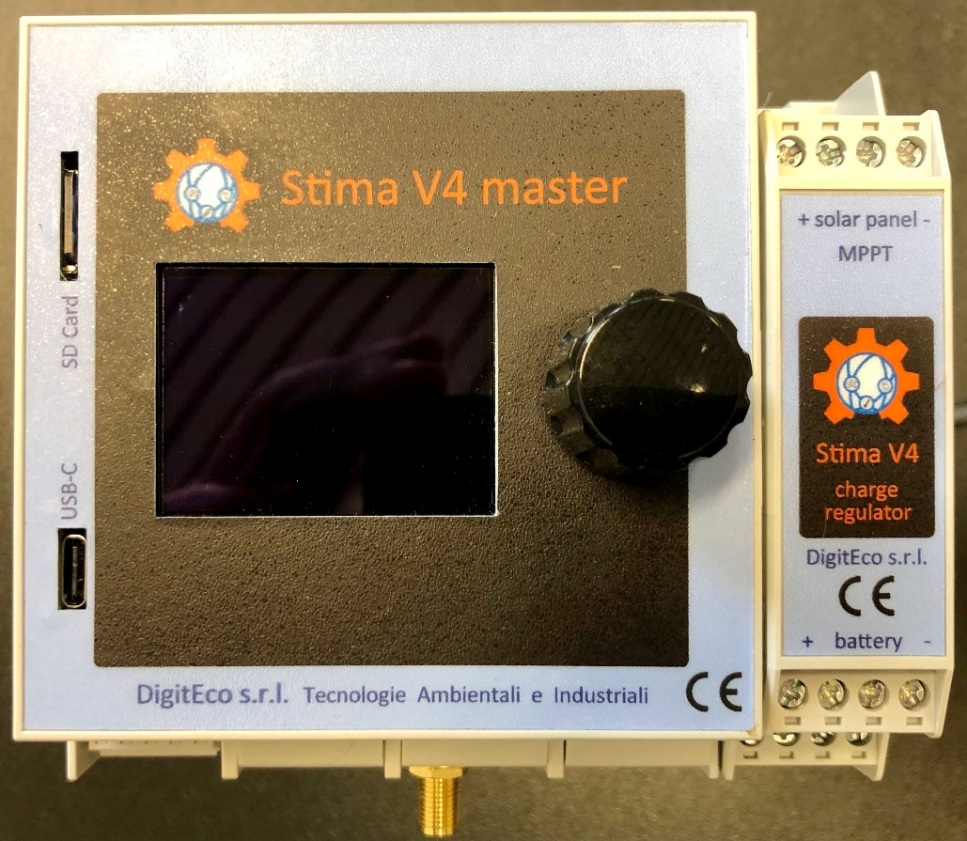 Stima V4 master
SD Card
USB-C
DigitEco s.r.l. Tecnologie Ambientali e Industriali CE
+ solar panel -
MPPT
Stima V4
charge
regulator
DigitEco s.r.l.
CE
+ battery -